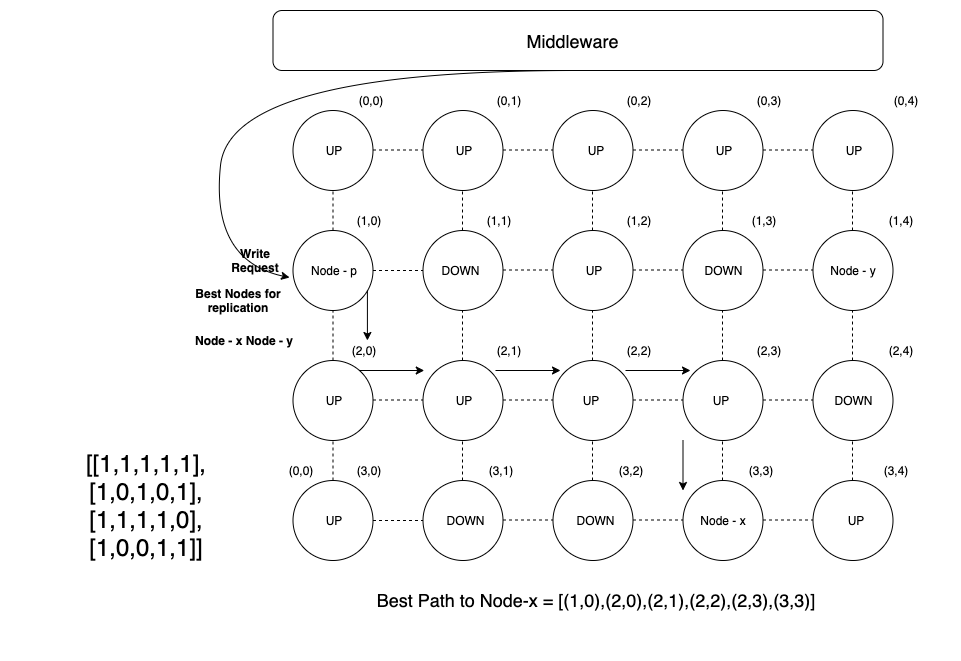 Middleware
(0,0) (0,1) (0,2) (0,3) (0,4)
UP UP UP UP UP
(1,0) (1,1) (1,2) (1,3) (1,4)
Write
Request
Node - p DOWN UP DOWN Node - y
Best Nodes for
replication
Node - x Node - y
(2,0) (2,1) (2,2) (2,3) (2,4)
UP UP UP UP DOWN
[[1,1,1,1,1],
[1,0,1,0,1],
[1,1,1,1,0],
[1,0,0,1,1]]
(0,0) (3,0) (3,1) (3,2) (3,3) (3,4)
UP DOWN DOWN Node - x UP
Best Path to Node-x = [(1,0),(2,0),(2,1),(2,2),(2,3),(3,3)]